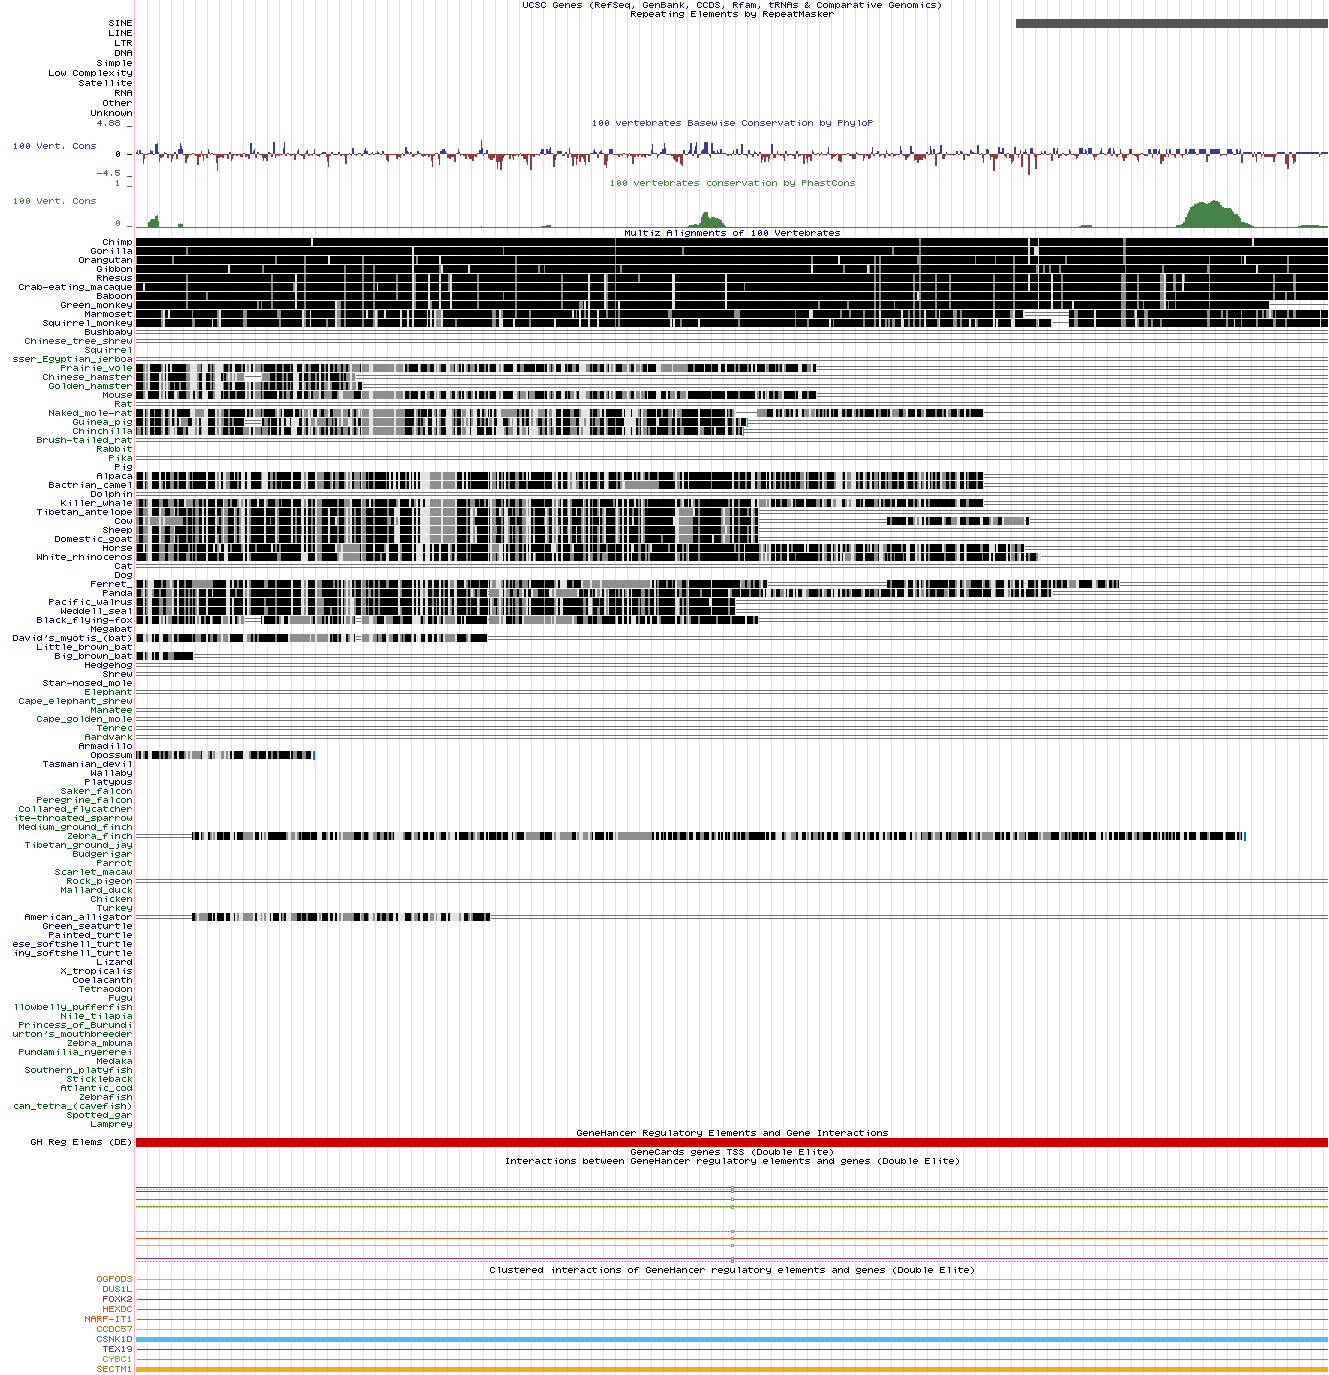 UCSC Genes (RefSeq, GenBank, CCDS, Rfam, tRNAs & Comparative Genomics)
Repeating Elements by RepeatMasker
SINE
LINE
LTR
DNA
Simple
Low Complexity
Satellite
RNA
Other
Unknown
4.88 _
100 vertebrates Basewise Conservation by PhyloP
100 Vert. Cons
0 _
-4.5 _
1 _
100 vertebrates conservation by PhastCons
100 Vert. Cons
0 _
Multiz Alignments of 100 Vertebrates
Chimp
Gorilla
Orangutan
Gibbon
Rhesus
Crab-eating_macaque
Baboon
Green_monkey
Marmoset
Squirrel_monkey
Bushbaby
Chinese_tree_shrew
Squirrel
sser_Egyptian_jerboa
Prairie_vole
Chinese_hamster
Golden_hamster
Mouse
Rat
Naked_mole-rat
Guinea_pig
Chinchilla
Brush-tailed_rat
Rabbit
Pika
Pig
Alpaca
Bactrian_camel
Dolphin
Killer_whale
Tibetan_antelope
Cow
Sheep
Domestic_goat
Horse
White_rhinoceros
Cat
Dog
Ferret_
Panda
Pacific_walrus
Weddell_seal
Black_flying-fox
Megabat
David's_myotis_(bat)
Little_brown_bat
Big_brown_bat
Hedgehog
Shrew
Star-nosed_mole
Elephant
Cape_elephant_shrew
Manatee
Cape_golden_mole
Tenrec
Aardvark
Armadillo
Opossum
Tasmanian_devil
Wallaby
Platypus
Saker_falcon
Peregrine_falcon
Collared_flycatcher
ite-throated_sparrow
Medium_ground_finch
Zebra_finch
Tibetan_ground_jay
Budgerigar
Parrot
Scarlet_macaw
Rock_pigeon
Mallard_duck
Chicken
Turkey
American_alligator
Green_seaturtle
Painted_turtle
ese_softshell_turtle
iny_softshell_turtle
Lizard
X_tropicalis
Coelacanth
Tetraodon
Fugu
llowbelly_pufferfish
Nile_tilapia
Princess_of_Burundi
urton's_mouthbreeder
Zebra_mbuna
Pundamilia_nyererei
Medaka
Southern_platyfish
Stickleback
Atlantic_cod
Zebrafish
can_tetra_(cavefish)
Spotted_gar
Lamprey
GeneHancer Regulatory Elements and Gene Interactions
GH Reg Elems (DE)
GeneCards genes TSS (Double Elite)
Interactions between GeneHancer regulatory elements and genes (Double Elite)
Clustered interactions of GeneHancer regulatory elements and genes (Double Elite)
OGFOD3
DUS1L
FOXK2
HEXDC
NARF-IT1
CCDC57
CSNK1D
TEX19
CYBC1
SECTM1